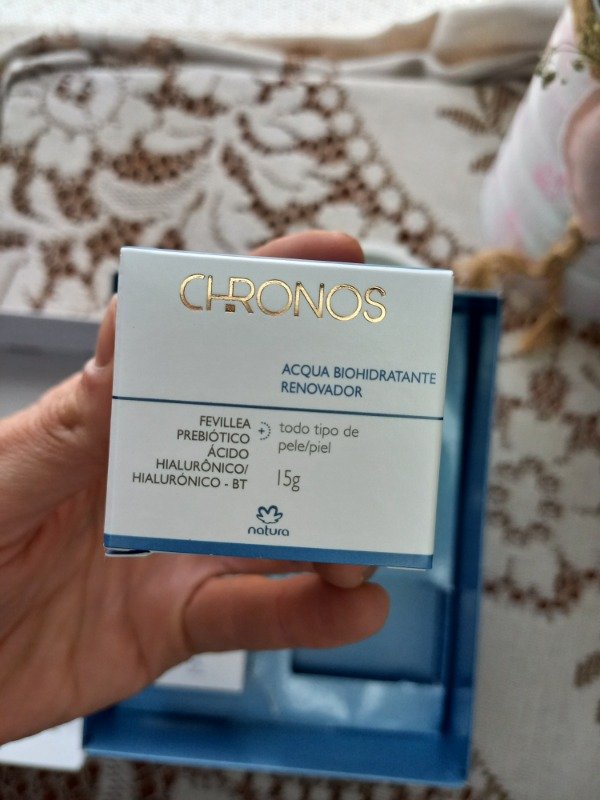 CHRONOS
ACQUA BIOHIDRATANTE
RENOVADOR
FEVILLEA
PREBIÓTICO
ÁCIDO
HIALURÔNICO/
HIALURÓNICO - BT
+
todo tipo de
pele/piel
15g
natura